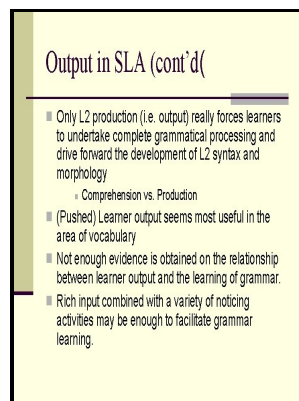 Output in SLA (cont’d(
Only L2 production (i.e. output) really forces learners
to undertake complete grammatical processing and
drive forward the development of L2 syntax and
morphology
Comprehension vs. Production
(Pushed) Learner output seems most useful in the
area of vocabulary
Not enough evidence is obtained on the relationship
between learner output and the learning of grammar.
Rich input combined with a variety of noticing
activities may be enough to facilitate grammar
learning.